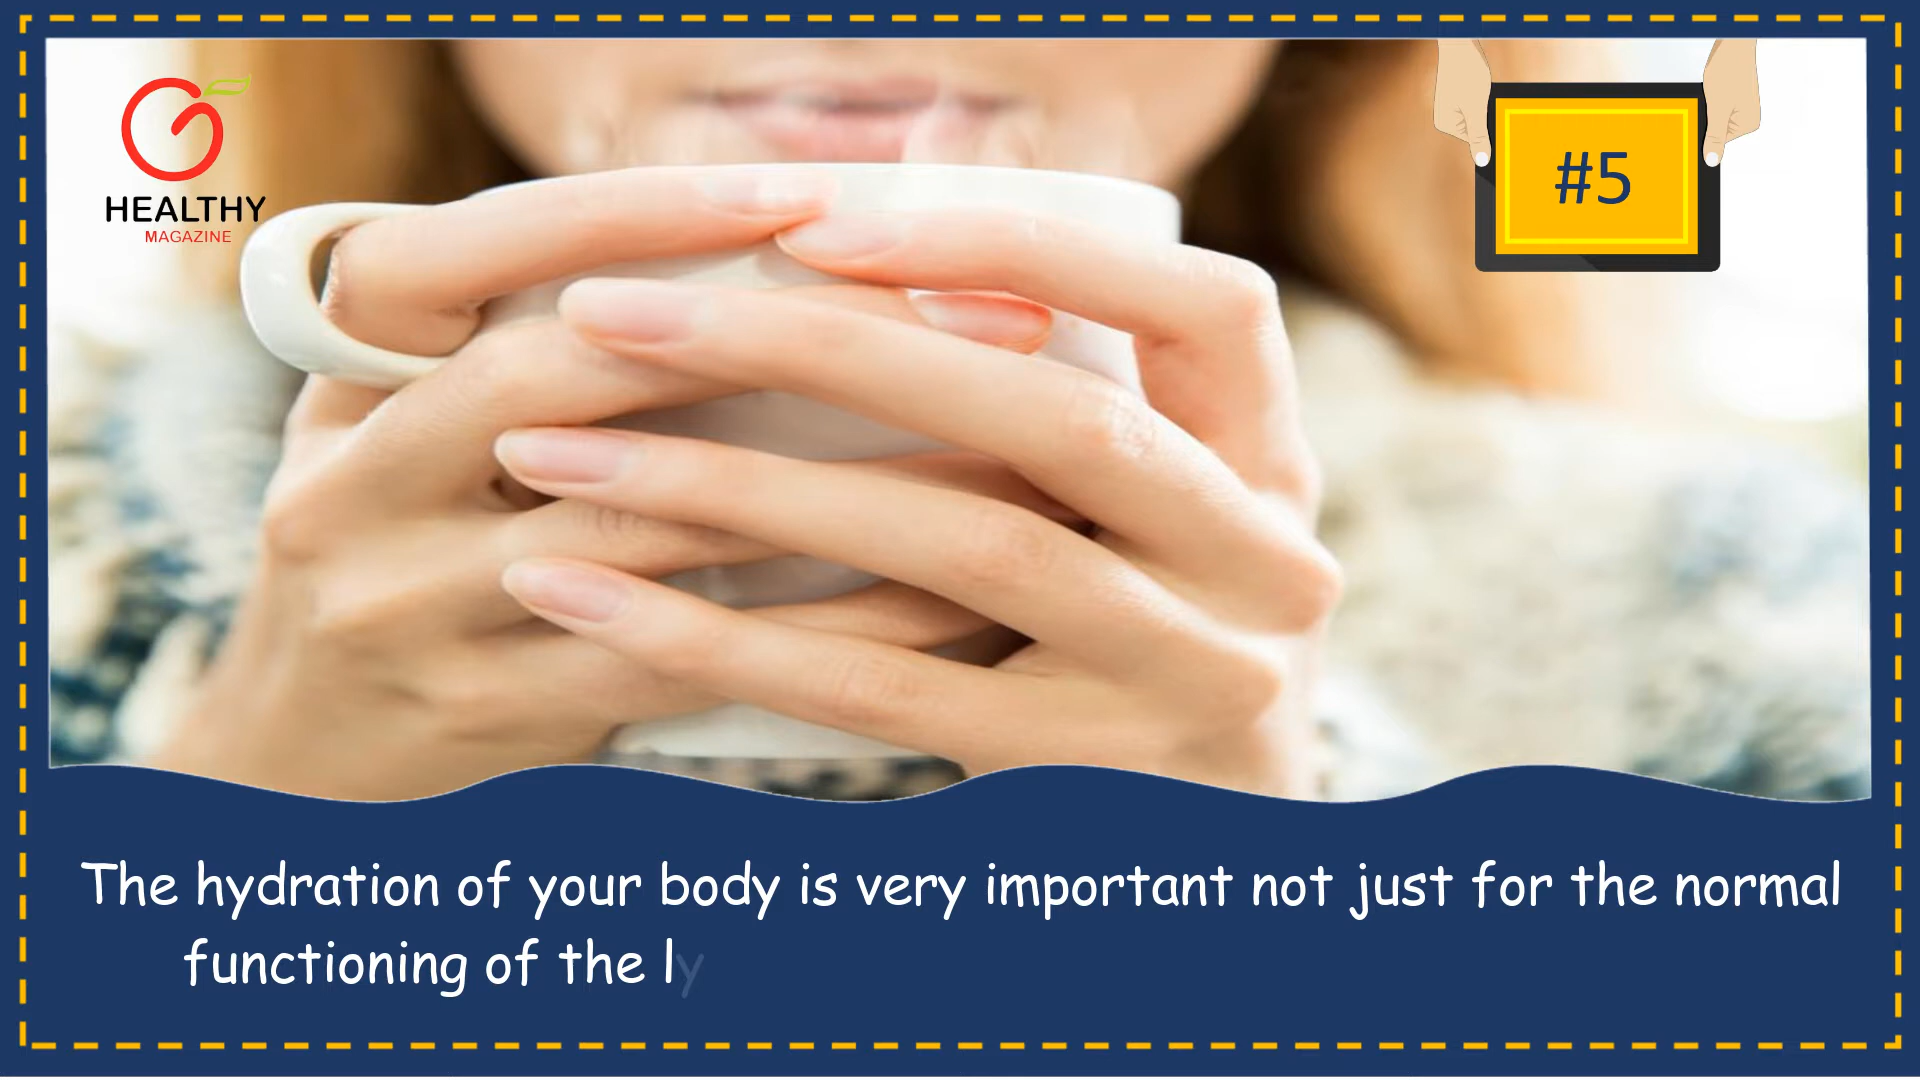 HEALTHY
MAGAZINE
#5
The hydration of your body is very important not just for the normal
functioning of the ly